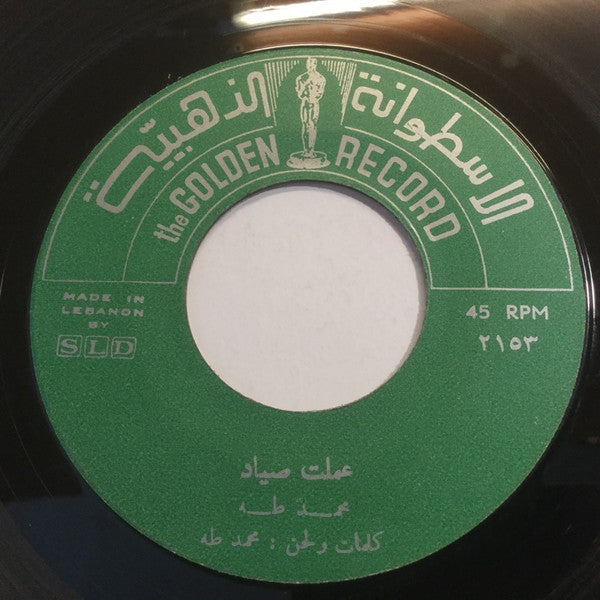 الاسطوانة الذهبيّة
the GOLDEN RECORD
MADE IN
LEBANON
BY
SLD
45 RPM
٢١٥٣
عملت صياد
محمد طه
كلمات ولحن : محمد طه